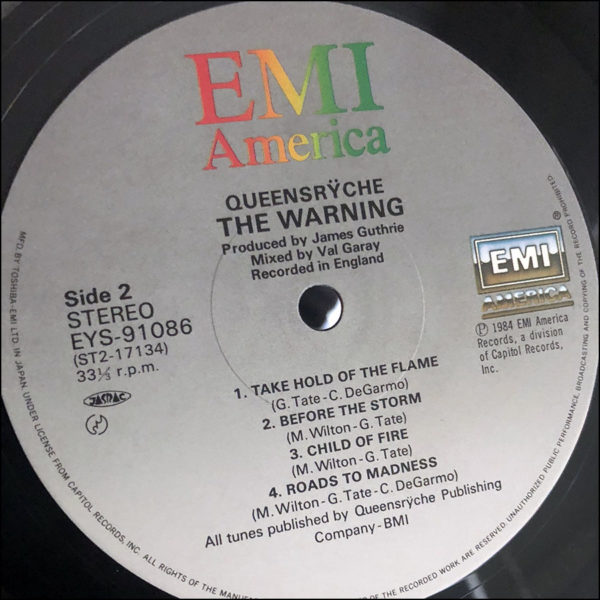 EMI
America
QUEENSRŸCHE
THE WARNING
Produced by James Guthrie
Mixed by Val Garay
Recorded in England
Side 2
STEREO
EYS-91086
(ST2-17134)
33⅓ r.p.m.
JASRAC
®
EMI
AMERICA
Ⓟ 1984 EMI America
Records, a division
of Capitol Records,
Inc.
1. TAKE HOLD OF THE FLAME
(G. Tate-C. DeGarmo)
2. BEFORE THE STORM
(M. Wilton-G. Tate)
3. CHILD OF FIRE
(M. Wilton-G. Tate)
4. ROADS TO MADNESS
(M. Wilton-G. Tate-C. DeGarmo)
All tunes published by Queensrÿche Publishing
Company-BMI
MFD. BY TOSHIBA-EMI LTD. IN JAPAN. UNDER LICENSE FROM CAPITOL RECORDS, INC. ALL RIGHTS OF THE MANUFAC OF THE RECORDED WORK ARE RESERVED. UNAUTHORIZED PUBLIC PERFORMANCE, BROADCASTING AND COPYING OF THE RECORD PROHIBITED